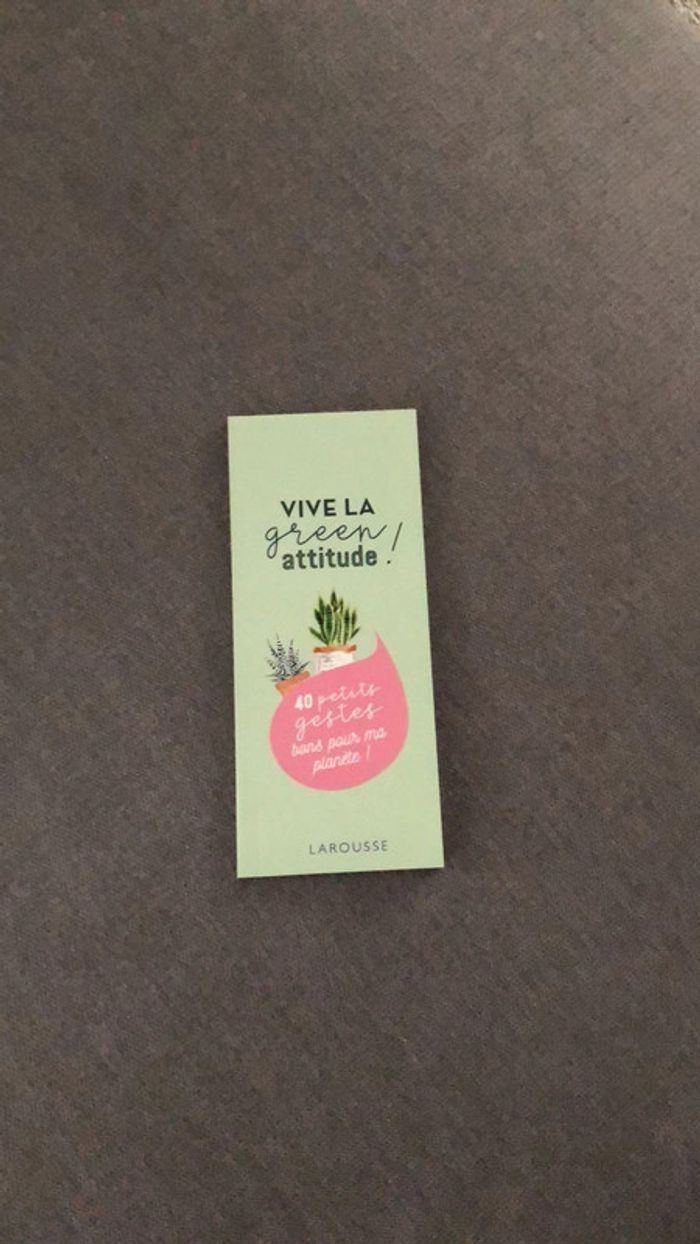 VIVE LA
green
attitude !
40 petits
gestes
bons pour ma
planète !
LAROUSSE